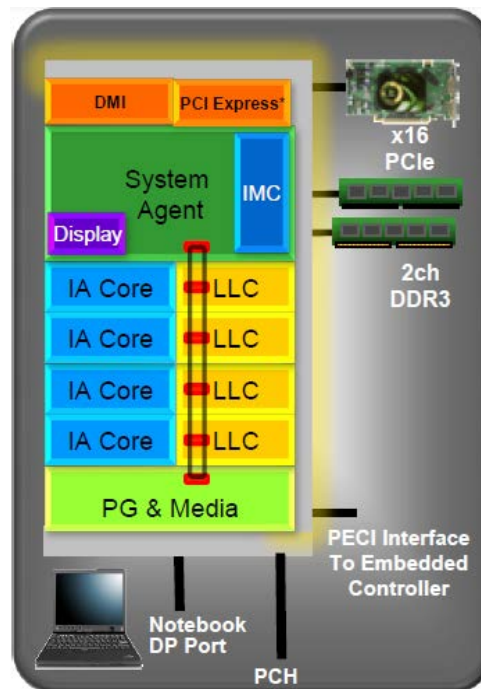 DMI
PCI Express*
System
Agent
IMC
Display
x16
PCIe
2ch
DDR3
IA Core
LLC
IA Core
LLC
IA Core
LLC
IA Core
LLC
PG & Media
PECI Interface
To Embedded
Controller
Notebook
DP Port
PCH